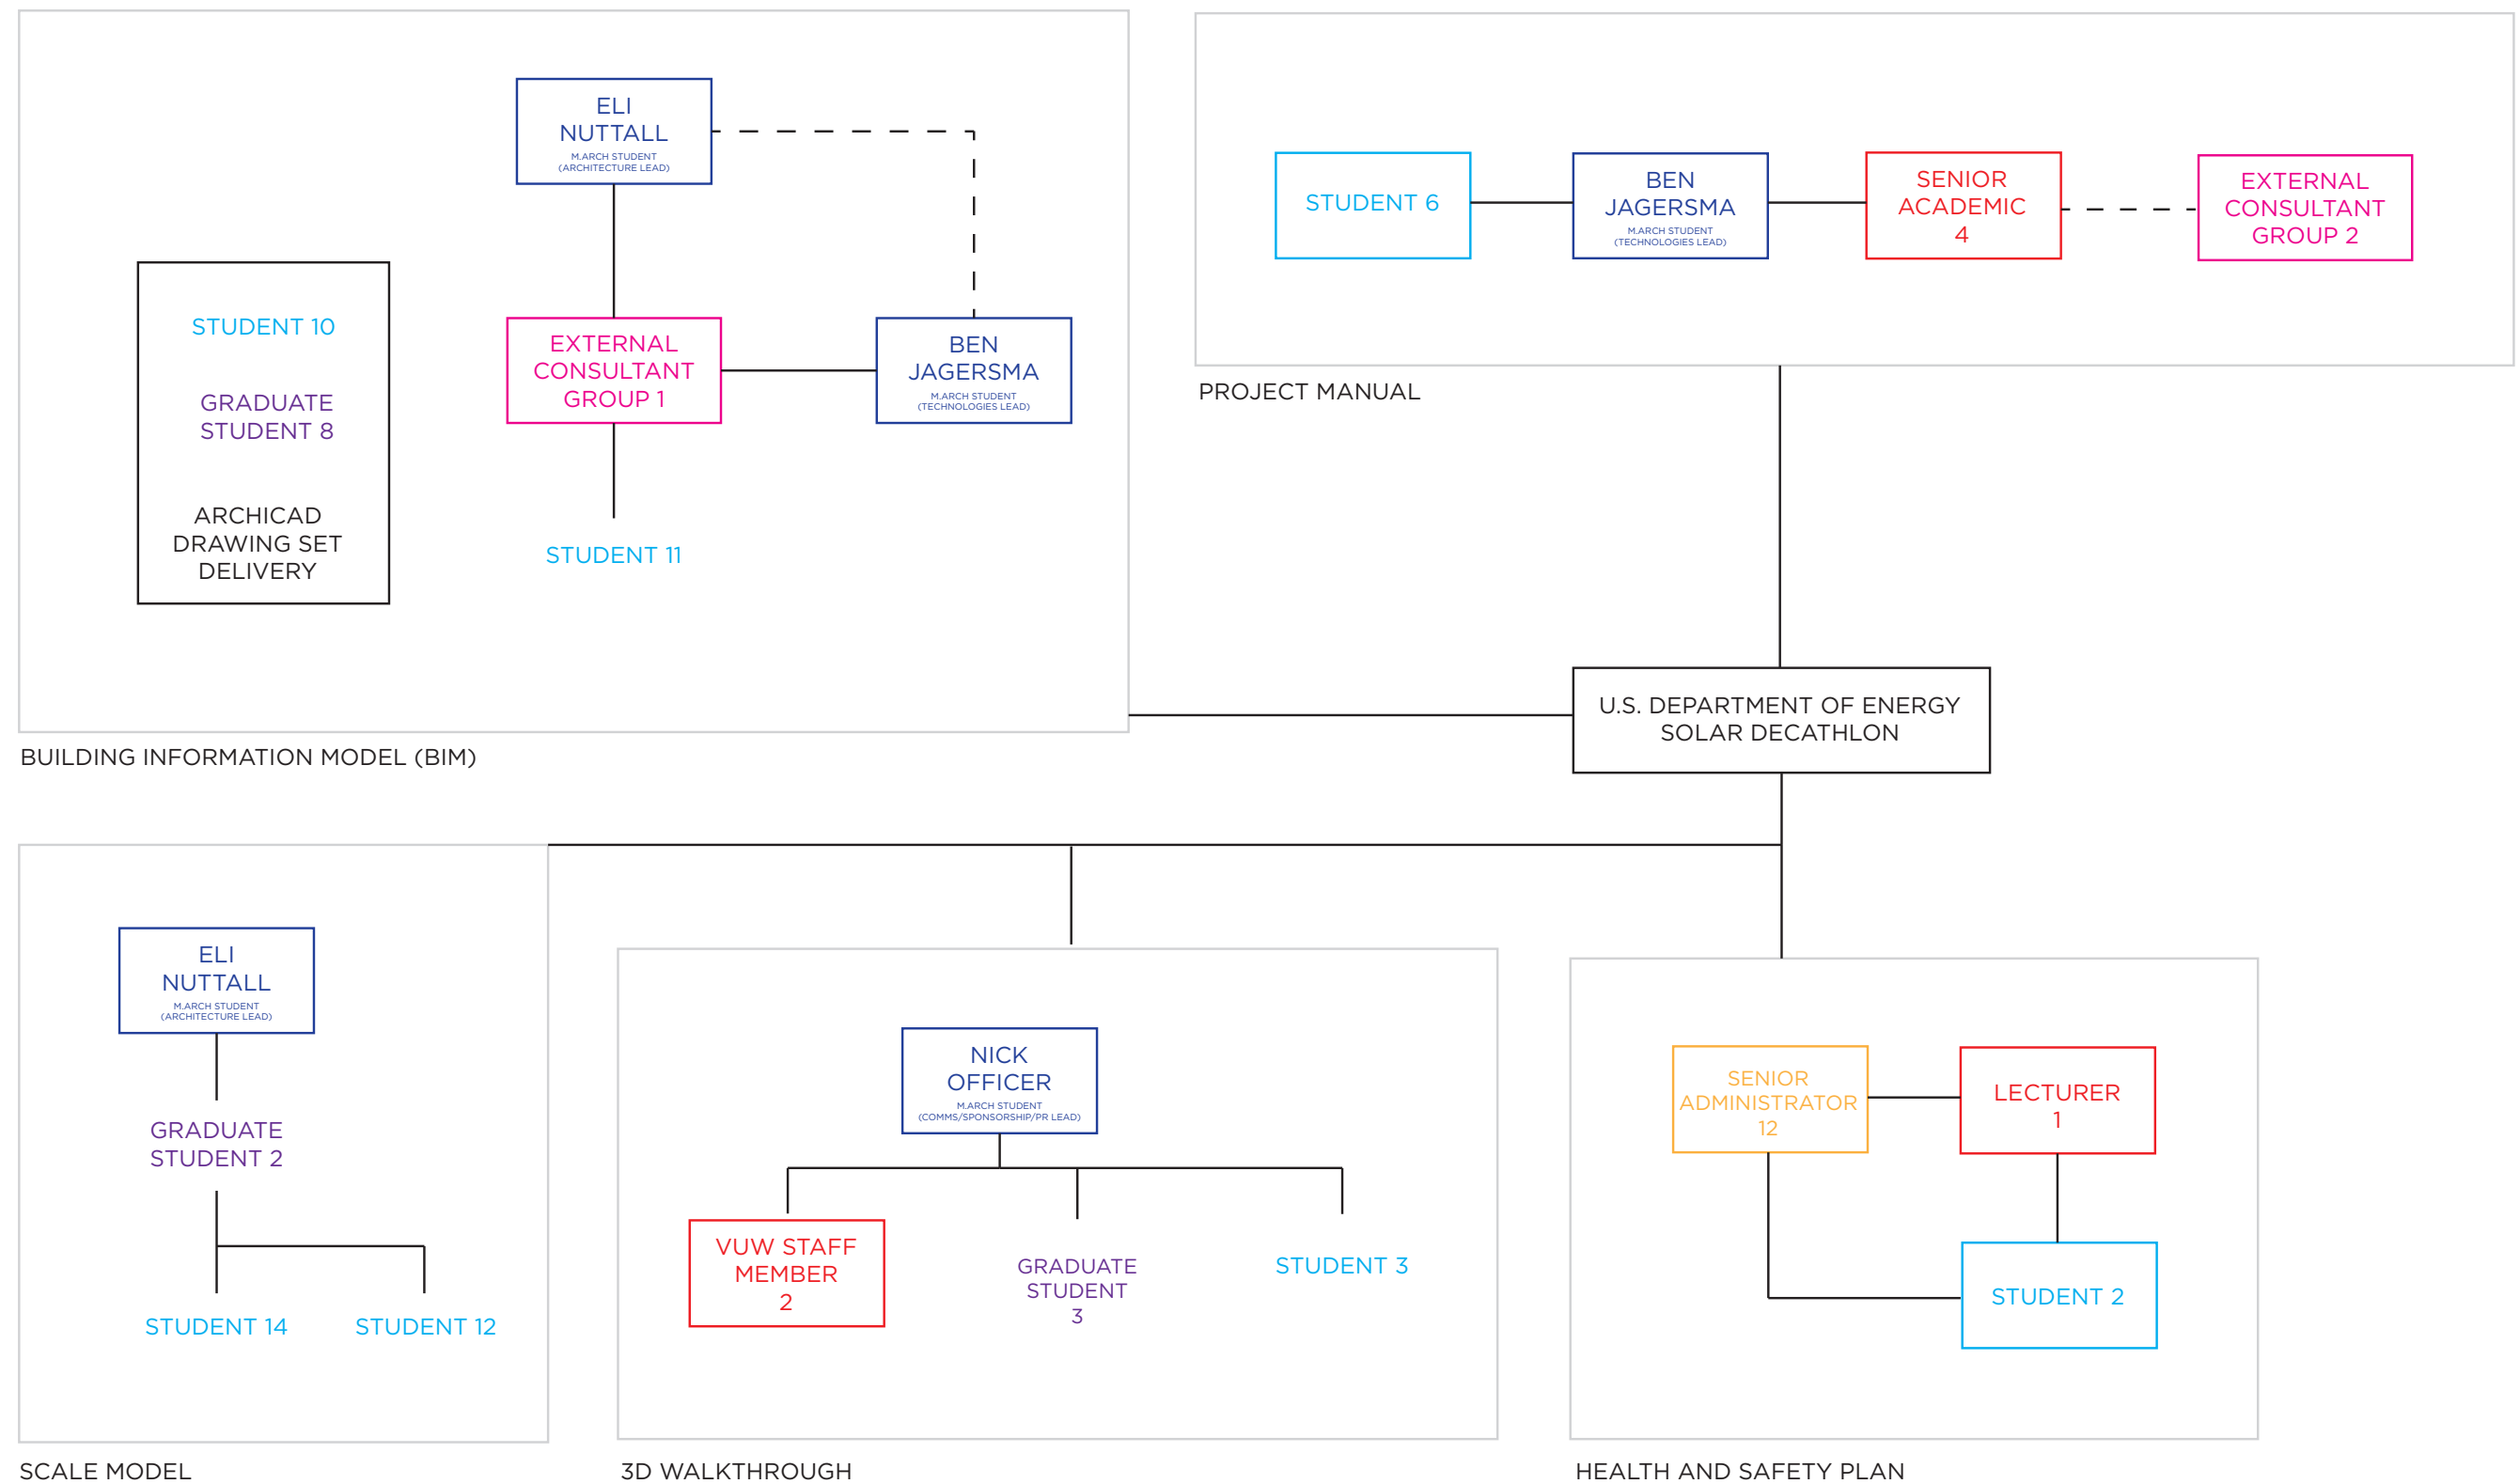 ELI
NUTTALL
M.ARCH STUDENT
(ARCHITECTURE LEAD)
STUDENT 10
GRADUATE
STUDENT 8
ARCHICAD
DRAWING SET
DELIVERY
EXTERNAL
CONSULTANT
GROUP 1
BEN
JAGERSMA
M.ARCH STUDENT
(TECHNOLOGIES LEAD)
STUDENT 11
BUILDING INFORMATION MODEL (BIM)
STUDENT 6
BEN
JAGERSMA
M.ARCH STUDENT
(TECHNOLOGIES LEAD)
SENIOR
ACADEMIC
4
EXTERNAL
CONSULTANT
GROUP 2
PROJECT MANUAL
U.S. DEPARTMENT OF ENERGY
SOLAR DECATHLON
ELI
NUTTALL
M.ARCH STUDENT
(ARCHITECTURE LEAD)
GRADUATE
STUDENT 2
STUDENT 14
STUDENT 12
SCALE MODEL
NICK
OFFICER
M.ARCH STUDENT
(COMMS/SPONSORSHIP/PR LEAD)
VUW STAFF
MEMBER
2
GRADUATE
STUDENT
3
STUDENT 3
3D WALKTHROUGH
SENIOR
ADMINISTRATOR
12
LECTURER
1
STUDENT 2
HEALTH AND SAFETY PLAN